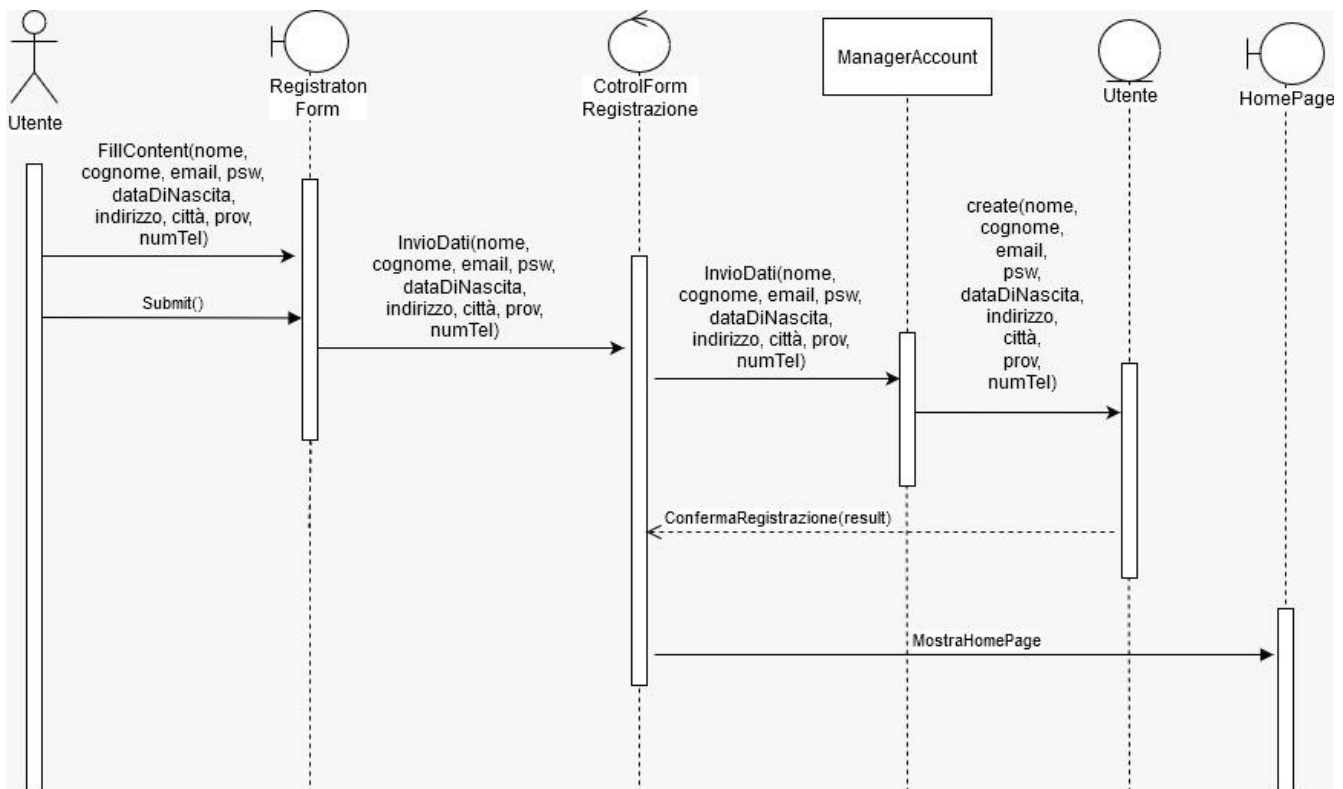 Utente
Registraton
Form
CotrolForm
Registrazione
ManagerAccount
Utente
HomePage
FillContent(nome,
cognome, email, psw,
dataDiNascita,
indirizzo, città, prov,
numTel)
Submit()
InvioDati(nome,
cognome, email, psw,
dataDiNascita,
indirizzo, città, prov,
numTel)
InvioDati(nome,
cognome, email, psw,
dataDiNascita,
indirizzo, città, prov,
numTel)
create(nome,
cognome,
email,
psw,
dataDiNascita,
indirizzo,
città,
prov,
numTel)
ConfermaRegistrazione(result)
MostraHomePage